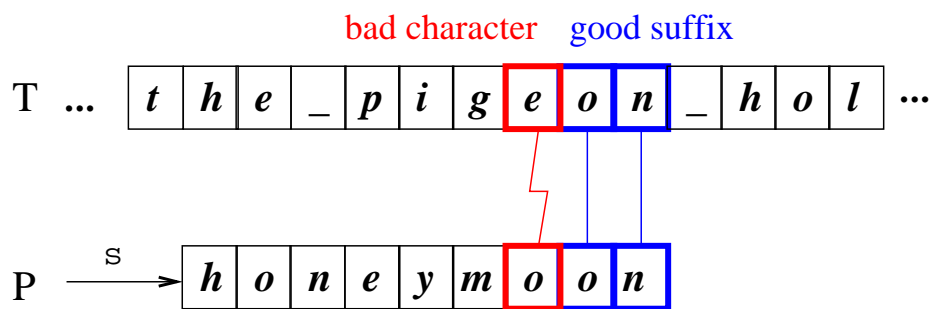 bad character good suffix
T ... t h e _ p i g e o n _ h o l ...
s
P h o n e y m o o n